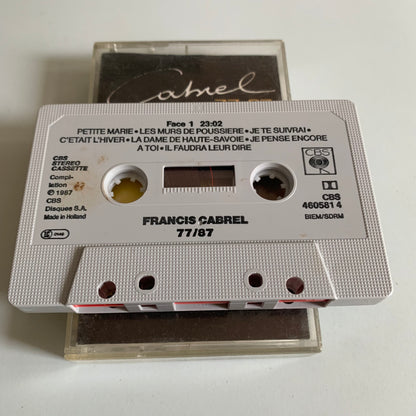 Cabrel
Face 1 23:02
PETITE MARIE • LES MURS DE POUSSIERE • JE TE SUIVRAI •
C'ETAIT L'HIVER • LA DAME DE HAUTE-SAVOIE • JE PENSE ENCORE
A TOI • IL FAUDRA LEUR DIRE
CBS
STEREO
CASSETTE
Compi-
lation
℗ 1987
CBS
Disques S.A.
Made in Holland
CBS
CBS
460581 4
BIEM/SDRM
FRANCIS CABREL
77/87